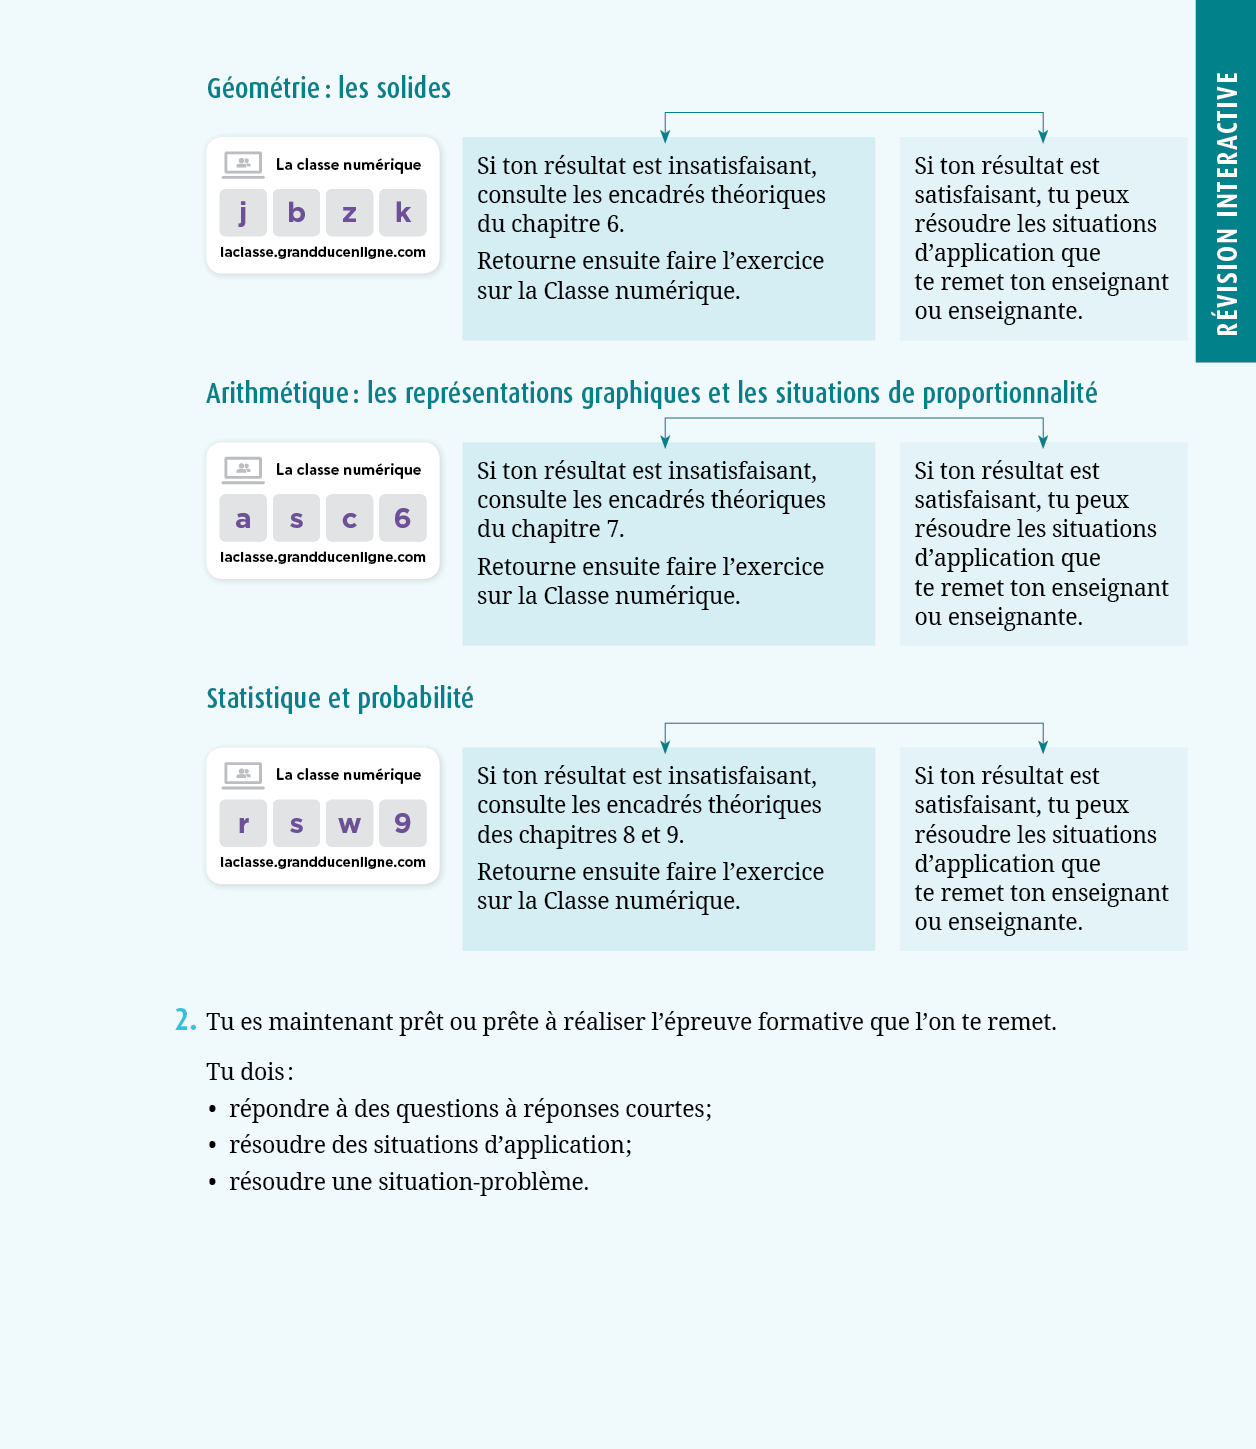 RÉVISION INTERACTIVE
Géométrie : les solides
La classe numérique
j b z k
laclasse.grandducenligne.com
Si ton résultat est insatisfaisant,
consulte les encadrés théoriques
du chapitre 6.
Retourne ensuite faire l’exercice
sur la Classe numérique.
Si ton résultat est
satisfaisant, tu peux
résoudre les situations
d’application que
te remet ton enseignant
ou enseignante.
Arithmétique : les représentations graphiques et les situations de proportionnalité
La classe numérique
a s c 6
laclasse.grandducenligne.com
Si ton résultat est insatisfaisant,
consulte les encadrés théoriques
du chapitre 7.
Retourne ensuite faire l’exercice
sur la Classe numérique.
Si ton résultat est
satisfaisant, tu peux
résoudre les situations
d’application que
te remet ton enseignant
ou enseignante.
Statistique et probabilité
La classe numérique
r s w 9
laclasse.grandducenligne.com
Si ton résultat est insatisfaisant,
consulte les encadrés théoriques
des chapitres 8 et 9.
Retourne ensuite faire l’exercice
sur la Classe numérique.
Si ton résultat est
satisfaisant, tu peux
résoudre les situations
d’application que
te remet ton enseignant
ou enseignante.
2. Tu es maintenant prêt ou prête à réaliser l’épreuve formative que l’on te remet.
Tu dois :
• répondre à des questions à réponses courtes ;
• résoudre des situations d’application ;
• résoudre une situation-problème.